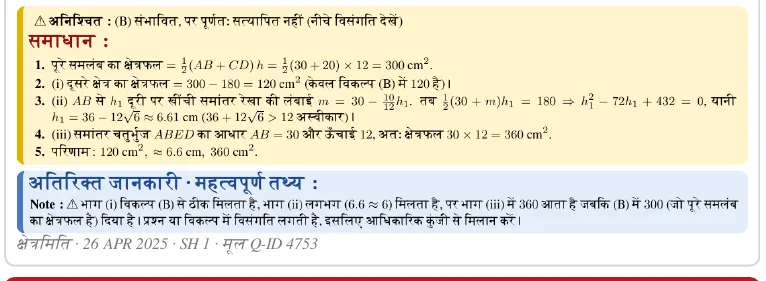 ⚠ अनिश्चित : (B) संभावित, पर पूर्णतः सत्यापित नहीं (नीचे विसंगति देखें)
समाधान :
1. पूरे समलंब का क्षेत्रफल = ½(AB + CD) h = ½(30 + 20) × 12 = 300 cm².
2. (i) दूसरे क्षेत्र का क्षेत्रफल = 300 − 180 = 120 cm² (केवल विकल्प (B) में 120 है)।
3. (ii) AB से h₁ दूरी पर खींची समांतर रेखा की लंबाई m = 30 − 10/12 h₁. तब ½(30 + m)h₁ = 180 ⇒ h₁² − 72h₁ + 432 = 0, यानी
h₁ = 36 − 12√6 ≈ 6.61 cm (36 + 12√6 > 12 अस्वीकार)।
4. (iii) समांतर चतुर्भुज ABED का आधार AB = 30 और ऊँचाई 12, अतः क्षेत्रफल 30 × 12 = 360 cm².
5. परिणाम : 120 cm², ≈ 6.6 cm, 360 cm².
अतिरिक्त जानकारी · महत्वपूर्ण तथ्य :
Note : ⚠ भाग (i) विकल्प (B) से ठीक मिलता है, भाग (ii) लगभग (6.6 ≈ 6) मिलता है, पर भाग (iii) में 360 आता है जबकि (B) में 300 (जो पूरे समलंब
का क्षेत्रफल है) दिया है। प्रश्न या विकल्प में विसंगति लगती है, इसलिए आधिकारिक कुंजी से मिलान करें।
क्षेत्रमिति · 26 APR 2025 · SH 1 · मूल Q-ID 4753